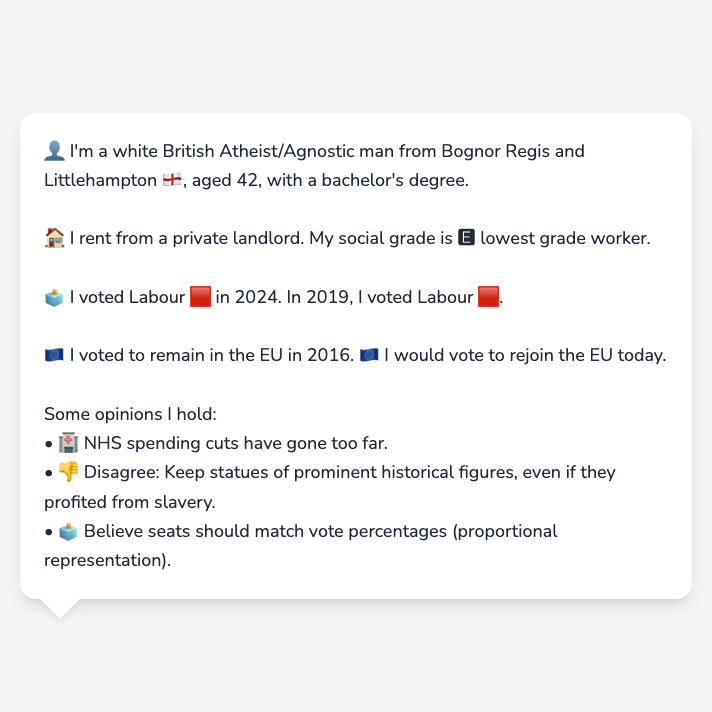 👤 I'm a white British Atheist/Agnostic man from Bognor Regis and
Littlehampton 🏴󠁧󠁢󠁥󠁮󠁧󠁿, aged 42, with a bachelor's degree.
🏠 I rent from a private landlord. My social grade is 🅴 lowest grade worker.
🗳️ I voted Labour 🟥 in 2024. In 2019, I voted Labour 🟥.
🇪🇺 I voted to remain in the EU in 2016. 🇪🇺 I would vote to rejoin the EU today.
Some opinions I hold:
• 🏥 NHS spending cuts have gone too far.
• 👎 Disagree: Keep statues of prominent historical figures, even if they
profited from slavery.
• 🗳️ Believe seats should match vote percentages (proportional
representation).